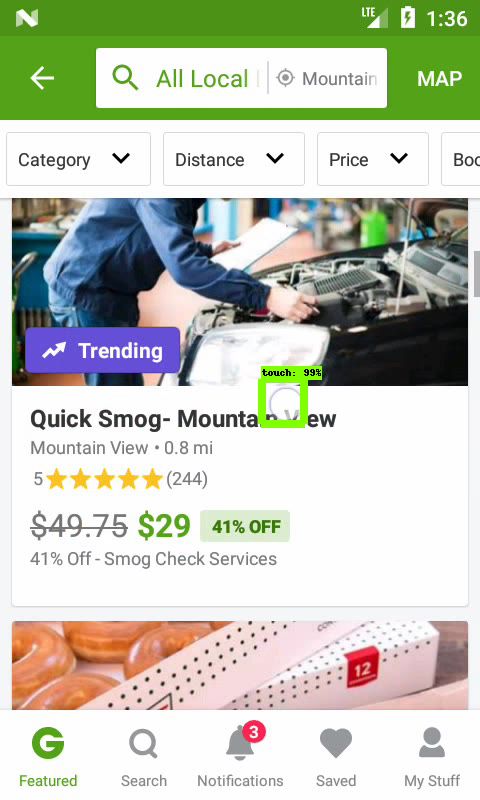 LTE 1:36
All Local Mountain MAP
Category Distance Price Boo
Trending
touch: 99%
Quick Smog- Mountain View
Mountain View • 0.8 mi
5 (244)
$49.75 $29 41% OFF
41% Off - Smog Check Services
12
3
Featured Search Notifications Saved My Stuff